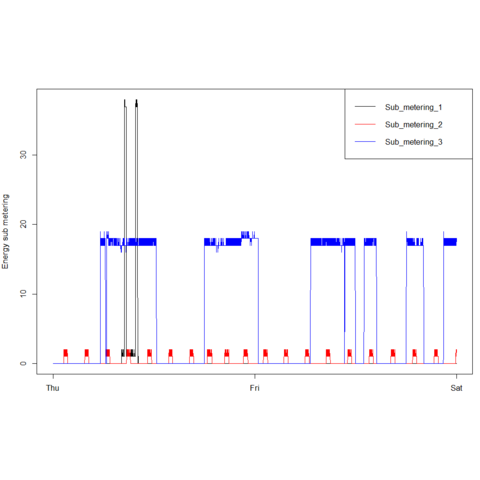 Sub_metering_1
Sub_metering_2
Sub_metering_3
Energy sub metering
30
20
10
0
Thu Fri Sat